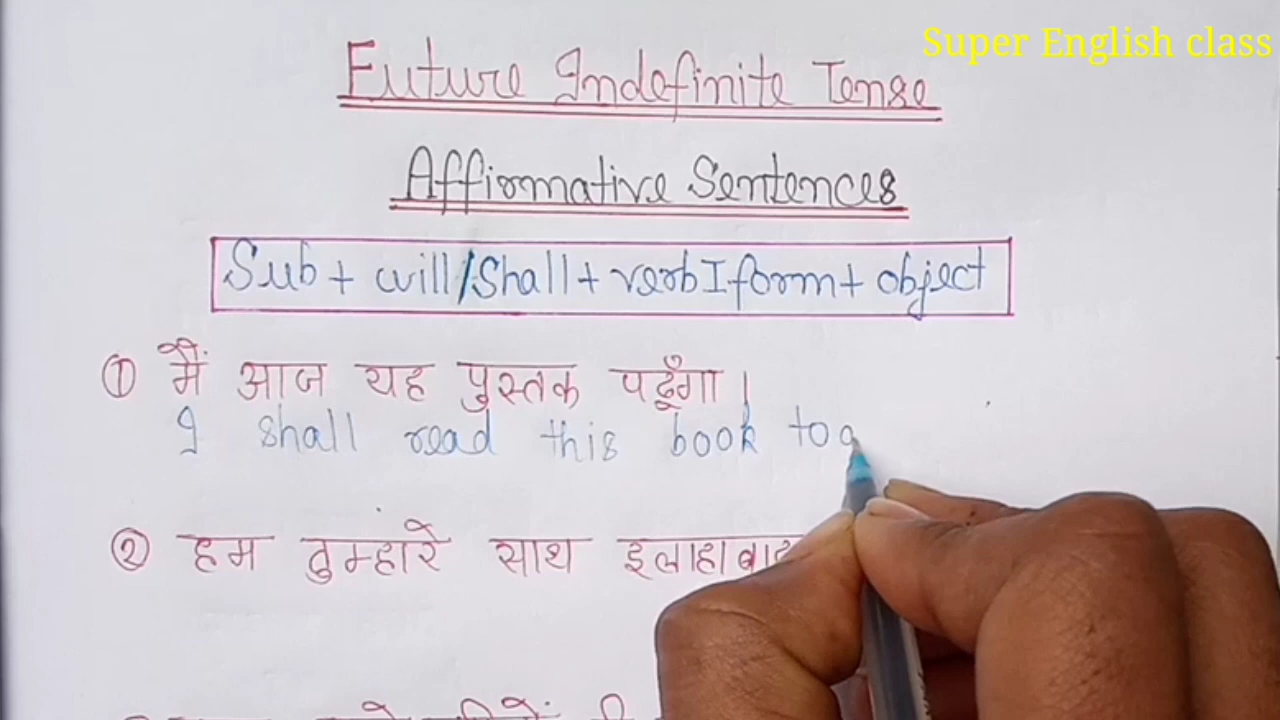 Super English class
Future Indefinite Tense
Affirmative Sentences
Sub + will/Shall + verb I form + object
① मैं आज यह पुस्तक पढूँगा ।
I shall read this book
② हम तुम्हारे साथ इलाहाबाद